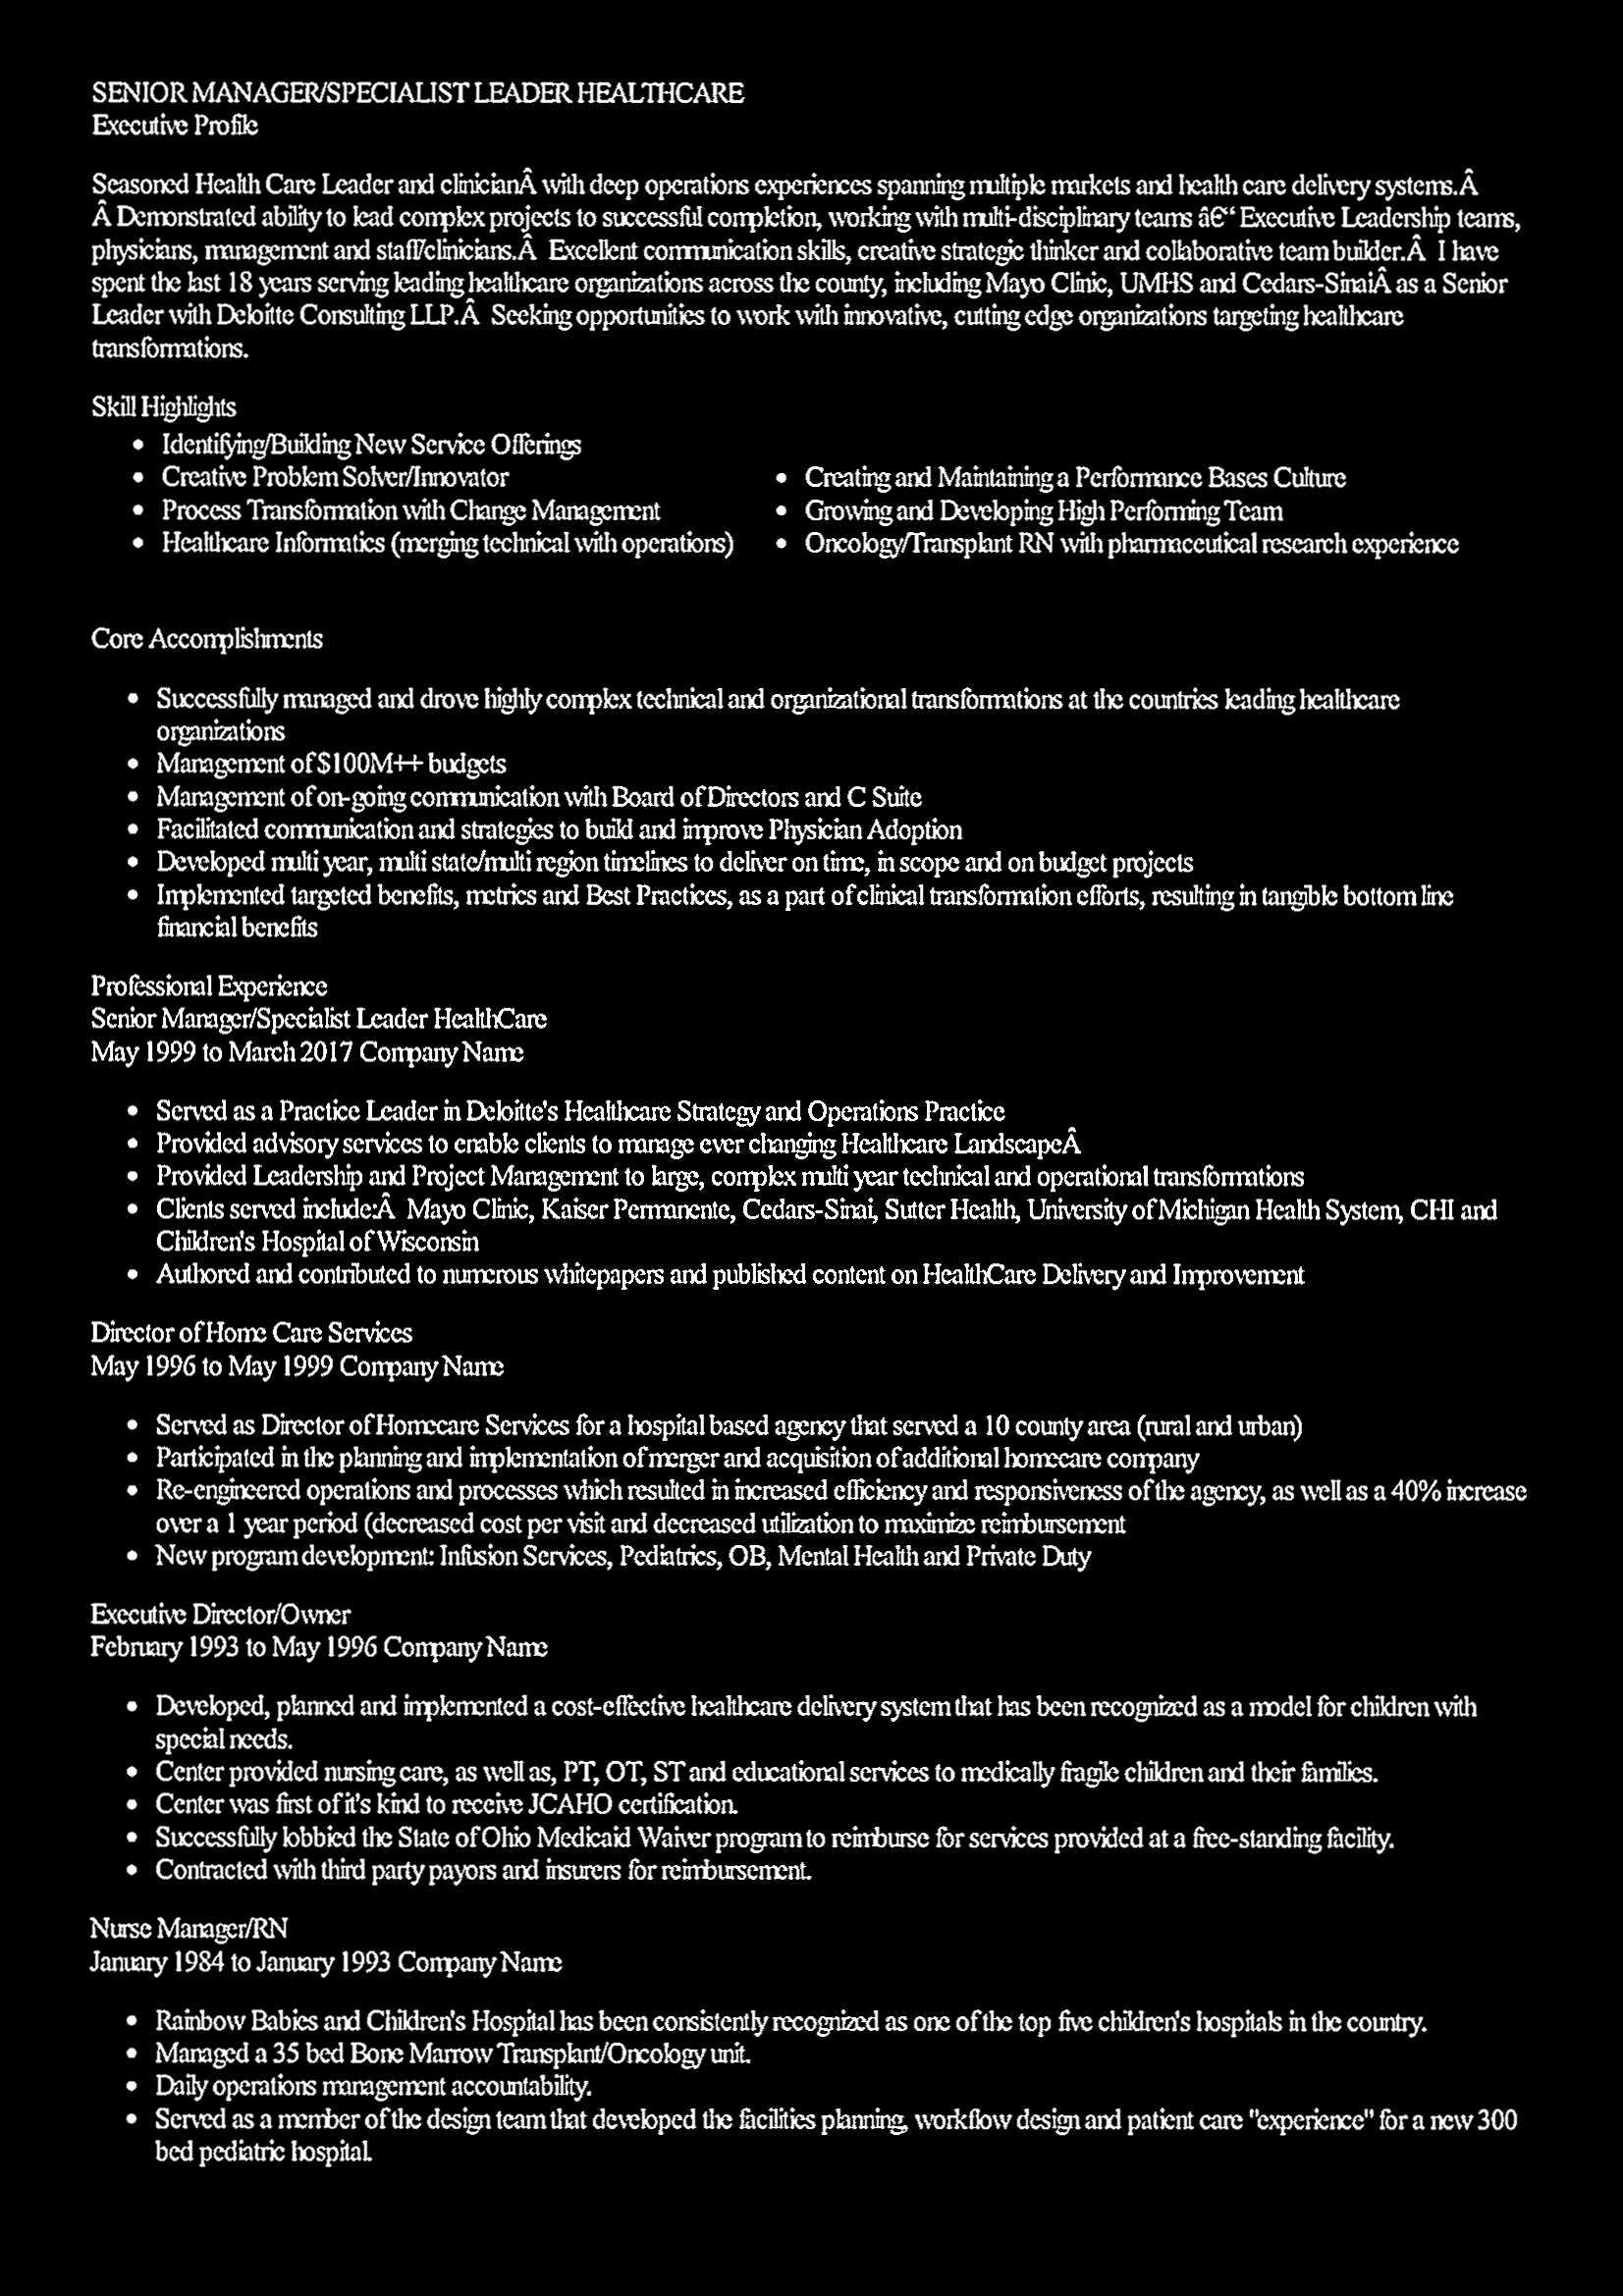 SENIOR MANAGER/SPECIALIST LEADER HEALTHCARE
Executive Profile
Seasoned Health Care Leader and clinicianÂ with deep operations experiences spanning multiple markets and health care delivery systems.Â
Â Demonstrated ability to lead complex projects to successful completion, working with multi-disciplinary teams â€“ Executive Leadership teams,
physicians, management and staff/clinicians.Â Excellent communication skills, creative strategic thinker and collaborative team builder.Â I have
spent the last 18 years serving leading healthcare organizations across the county, including Mayo Clinic, UMHS and Cedars-SinaiÂ as a Senior
Leader with Deloitte Consulting LLP.Â Seeking opportunities to work with innovative, cutting edge organizations targeting healthcare
transformations.
Skill Highlights
• Identifying/Building New Service Offerings
• Creative Problem Solver/Innovator
• Process Transformation with Change Management
• Healthcare Informatics (merging technical with operations)
• Creating and Maintaining a Performance Bases Culture
• Growing and Developing High Performing Team
• Oncology/Transplant RN with pharmaceutical research experience
Core Accomplishments
• Successfully managed and drove highly complex technical and organizational transformations at the countries leading healthcare
organizations
• Management of $100M++ budgets
• Management of on-going communication with Board of Directors and C Suite
• Facilitated communication and strategies to build and improve Physician Adoption
• Developed multi year, multi state/multi region timelines to deliver on time, in scope and on budget projects
• Implemented targeted benefits, metrics and Best Practices, as a part of clinical transformation efforts, resulting in tangible bottom line
financial benefits
Professional Experience
Senior Manager/Specialist Leader HealthCare
May 1999 to March 2017 Company Name
• Served as a Practice Leader in Deloitte's Healthcare Strategy and Operations Practice
• Provided advisory services to enable clients to manage ever changing Healthcare LandscapeÂ
• Provided Leadership and Project Management to large, complex multi year technical and operational transformations
• Clients served include:Â Mayo Clinic, Kaiser Permanente, Cedars-Sinai, Sutter Health, University of Michigan Health System, CHI and
Children's Hospital of Wisconsin
• Authored and contributed to numerous whitepapers and published content on HealthCare Delivery and Improvement
Director of Home Care Services
May 1996 to May 1999 Company Name
• Served as Director of Homecare Services for a hospital based agency that served a 10 county area (rural and urban)
• Participated in the planning and implementation of merger and acquisition of additional homecare company
• Re-engineered operations and processes which resulted in increased efficiency and responsiveness of the agency, as well as a 40% increase
over a 1 year period (decreased cost per visit and decreased utilization to maximize reimbursement
• New program development: Infusion Services, Pediatrics, OB, Mental Health and Private Duty
Executive Director/Owner
February 1993 to May 1996 Company Name
• Developed, planned and implemented a cost-effective healthcare delivery system that has been recognized as a model for children with
special needs.
• Center provided nursing care, as well as, PT, OT, ST and educational services to medically fragile children and their families.
• Center was first of it's kind to receive JCAHO certification.
• Successfully lobbied the State of Ohio Medicaid Waiver program to reimburse for services provided at a free-standing facility.
• Contracted with third party payors and insurers for reimbursement.
Nurse Manager/RN
January 1984 to January 1993 Company Name
• Rainbow Babies and Children's Hospital has been consistently recognized as one of the top five children's hospitals in the country.
• Managed a 35 bed Bone Marrow Transplant/Oncology unit.
• Daily operations management accountability.
• Served as a member of the design team that developed the facilities planning, workflow design and patient care "experience" for a new 300
bed pediatric hospital.